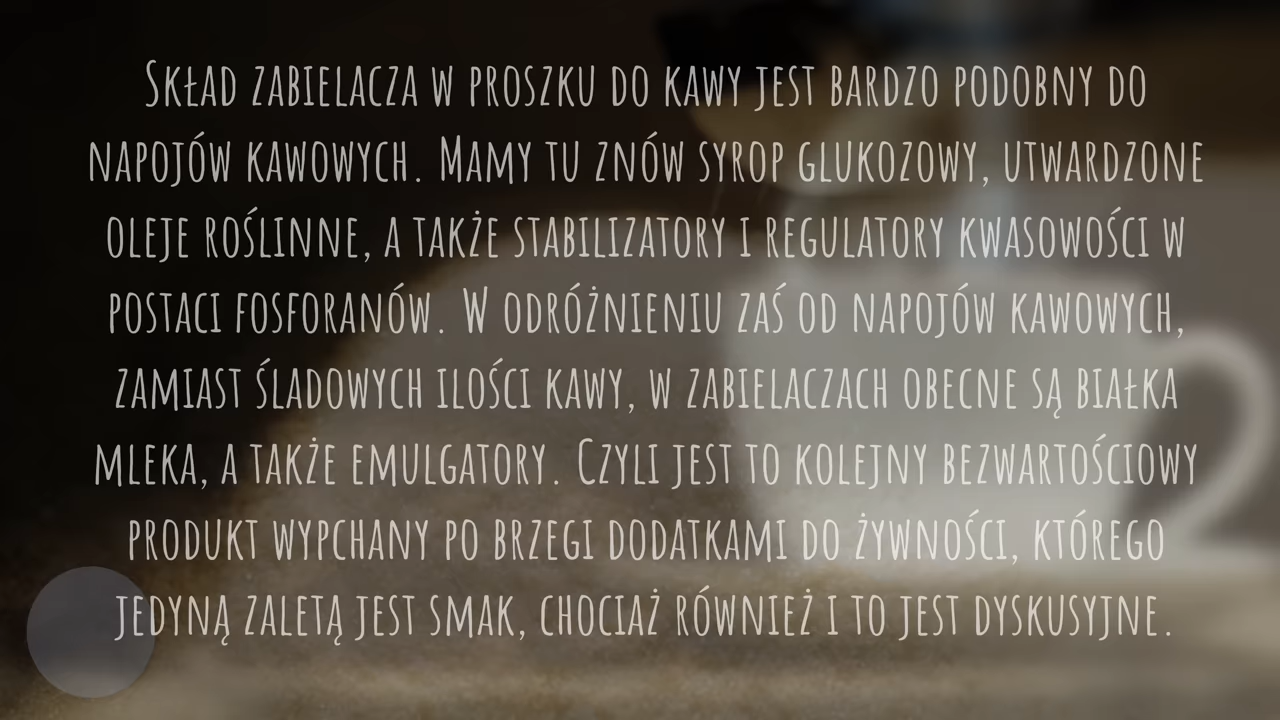 Skład zabielacza w proszku do kawy jest bardzo podobny do
napojów kawowych. Mamy tu znów syrop glukozowy, utwardzone
oleje roślinne, a także stabilizatory i regulatory kwasowości w
postaci fosforanów. W odróżnieniu zaś od napojów kawowych,
zamiast śladowych ilości kawy, w zabielaczach obecne są białka
mleka, a także emulgatory. Czyli jest to kolejny bezwartościowy
produkt wypchany po brzegi dodatkami do żywności, którego
jedyną zaletą jest smak, chociaż również i to jest dyskusyjne.